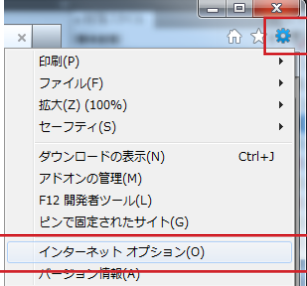 印刷(P)
ファイル(F)
拡大(Z) (100%)
セーフティ(S)
ダウンロードの表示(N) Ctrl+J
アドオンの管理(M)
F12 開発者ツール(L)
ピンで固定されたサイト(G)
インターネット オプション(O)
バージョン情報(A)